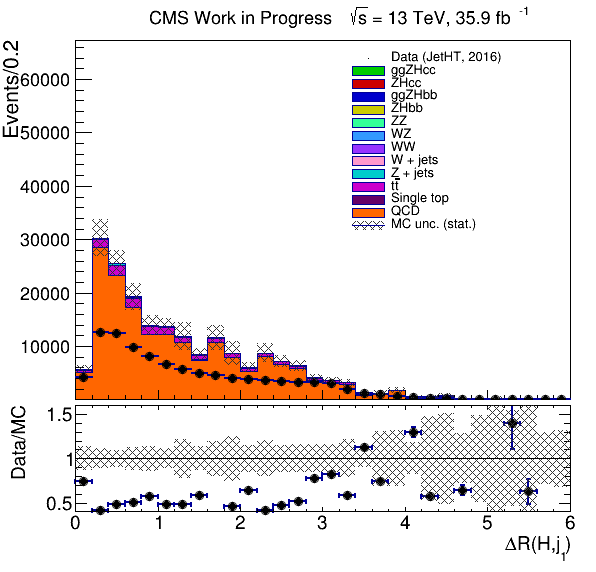 CMS Work in Progress √s = 13 TeV, 35.9 fb⁻¹
Events/0.2
60000
50000
40000
30000
20000
10000
Data (JetHT, 2016)
ggZHcc
ZHcc
ggZHbb
ZHbb
ZZ
WZ
WW
W + jets
Z + jets
tt̅
Single top
QCD
MC unc. (stat.)
Data/MC
1.5
1
0.5
0 1 2 3 4 5 6
ΔR(H,j₁)